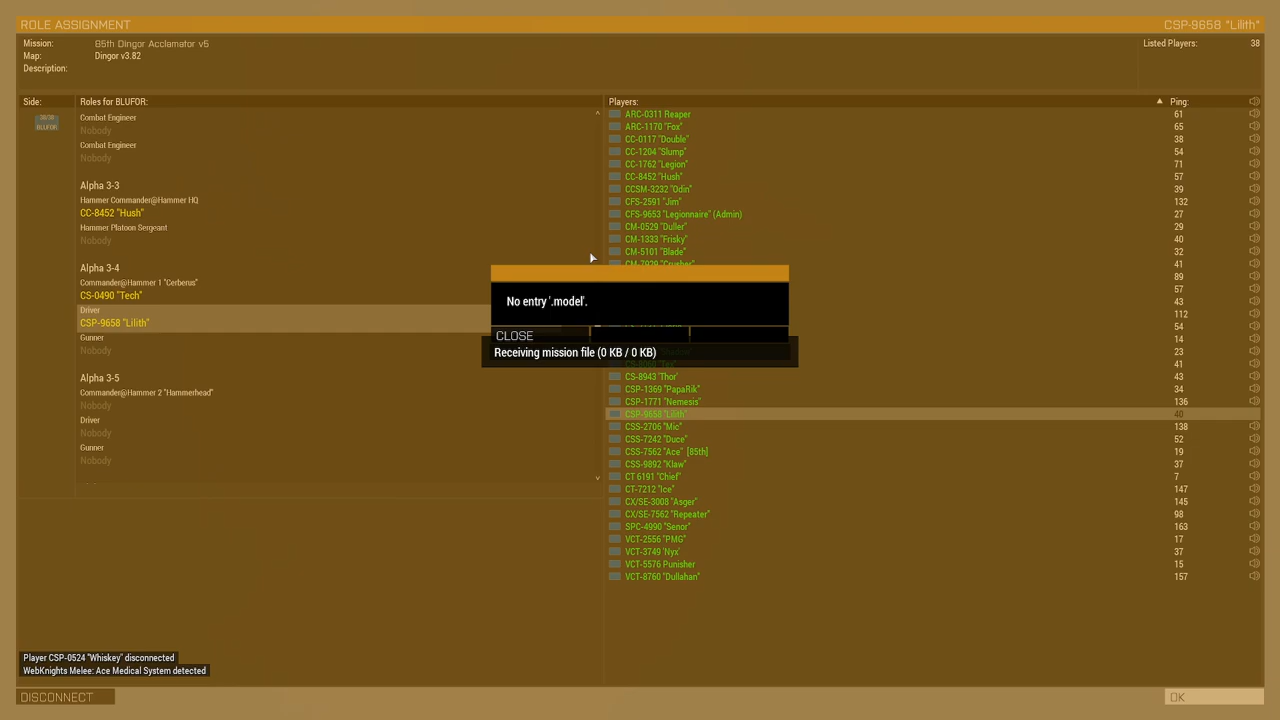 ROLE ASSIGNMENT
CSP-9658 "Lilith"
Mission: 65th Dingor Acclamator v5
Map: Dingor v3.82
Description:
Listed Players: 38
Side:
38/38
BLUFOR
Roles for BLUFOR:
Combat Engineer
Nobody
Combat Engineer
Nobody
Alpha 3-3
Hammer Commander@Hammer HQ
CC-8452 "Hush"
Hammer Platoon Sergeant
Nobody
Alpha 3-4
Commander@Hammer 1 "Cerberus"
CS-0490 "Tech"
Driver
CSP-9658 "Lilith"
Gunner
Nobody
Alpha 3-5
Commander@Hammer 2 "Hammerhead"
Nobody
Driver
Nobody
Gunner
Nobody
Players: Ping:
ARC-0311 Reaper 61
ARC-1170 "Fox" 65
CC-0117 "Double" 38
CC-1204 "Slump" 54
CC-1762 "Legion" 71
CC-8452 "Hush" 57
CCSM-3232 "Odin" 39
CFS-2591 "Jim" 132
CFS-9653 "Legionnaire" (Admin) 27
CM-0529 "Duller" 29
CM-1333 "Frisky" 40
CM-5101 "Blade" 32
CM-7929 "Crusher" 41
89
57
43
112
54
14
23
41
CS-8943 'Thor' 43
CSP-1369 "PapaRik" 34
CSP-1771 "Nemesis" 136
CSP-9658 "Lilith" 40
CSS-2706 "Mic" 138
CSS-7242 "Duce" 52
CSS-7562 "Ace" [85th] 19
CSS-9892 "Klaw" 37
CT 6191 "Chief" 7
CT-7212 "Ice" 147
CX/SE-3008 "Asger" 145
CX/SE-7562 "Repeater" 98
SPC-4990 "Senor" 163
VCT-2556 "PMG" 17
VCT-3749 'Nyx' 37
VCT-5576 Punisher 15
VCT-8760 "Dullahan" 157
No entry '.model'.
CLOSE
Receiving mission file (0 KB / 0 KB)
Player CSP-0524 "Whiskey" disconnected
WebKnights Melee: Ace Medical System detected
DISCONNECT
OK